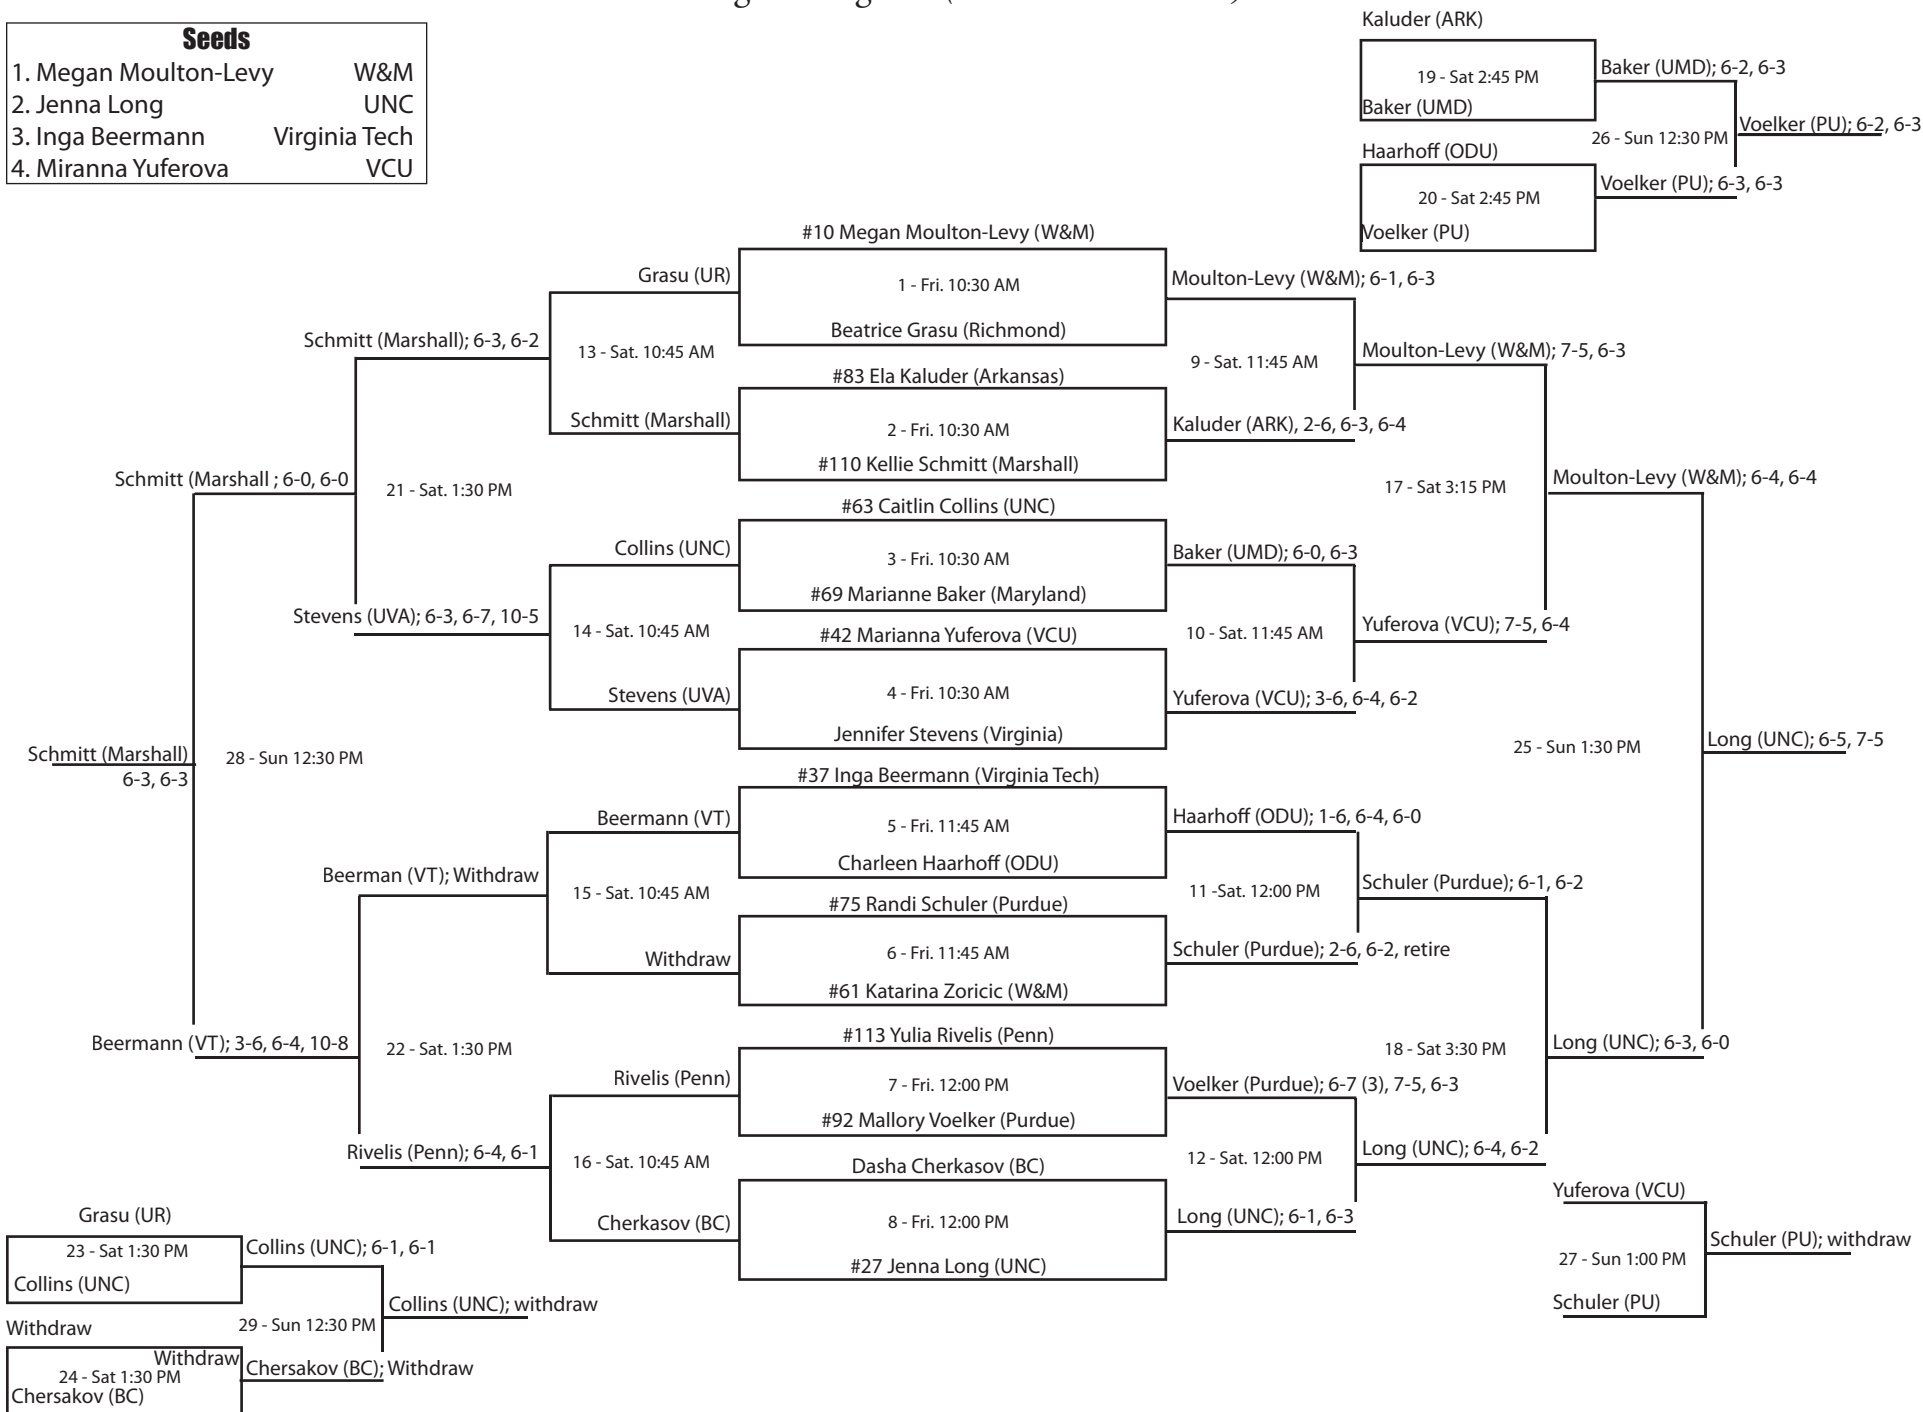 Seeds
1. Megan Moulton-Levy W&M
2. Jenna Long UNC
3. Inga Beermann Virginia Tech
4. Miranna Yuferova VCU
Kaluder (ARK)
19 - Sat 2:45 PM
Baker (UMD)
Baker (UMD); 6-2, 6-3
Haarhoff (ODU)
20 - Sat 2:45 PM
Voelker (PU)
Voelker (PU); 6-3, 6-3
26 - Sun 12:30 PM
Voelker (PU); 6-2, 6-3
#10 Megan Moulton-Levy (W&M)
1 - Fri. 10:30 AM
Beatrice Grasu (Richmond)
#83 Ela Kaluder (Arkansas)
2 - Fri. 10:30 AM
#110 Kellie Schmitt (Marshall)
#63 Caitlin Collins (UNC)
3 - Fri. 10:30 AM
#69 Marianne Baker (Maryland)
#42 Marianna Yuferova (VCU)
4 - Fri. 10:30 AM
Jennifer Stevens (Virginia)
#37 Inga Beermann (Virginia Tech)
5 - Fri. 11:45 AM
Charleen Haarhoff (ODU)
#75 Randi Schuler (Purdue)
6 - Fri. 11:45 AM
#61 Katarina Zoricic (W&M)
#113 Yulia Rivelis (Penn)
7 - Fri. 12:00 PM
#92 Mallory Voelker (Purdue)
Dasha Cherkasov (BC)
8 - Fri. 12:00 PM
#27 Jenna Long (UNC)
Moulton-Levy (W&M); 6-1, 6-3
9 - Sat. 11:45 AM
Kaluder (ARK), 2-6, 6-3, 6-4
Baker (UMD); 6-0, 6-3
10 - Sat. 11:45 AM
Yuferova (VCU); 3-6, 6-4, 6-2
Haarhoff (ODU); 1-6, 6-4, 6-0
11 -Sat. 12:00 PM
Schuler (Purdue); 2-6, 6-2, retire
Voelker (Purdue); 6-7 (3), 7-5, 6-3
12 - Sat. 12:00 PM
Long (UNC); 6-1, 6-3
Moulton-Levy (W&M); 7-5, 6-3
17 - Sat 3:15 PM
Yuferova (VCU); 7-5, 6-4
Schuler (Purdue); 6-1, 6-2
18 - Sat 3:30 PM
Long (UNC); 6-4, 6-2
Moulton-Levy (W&M); 6-4, 6-4
25 - Sun 1:30 PM
Long (UNC); 6-3, 6-0
Long (UNC); 6-5, 7-5
Grasu (UR)
13 - Sat. 10:45 AM
Schmitt (Marshall)
Collins (UNC)
14 - Sat. 10:45 AM
Stevens (UVA)
Beermann (VT)
15 - Sat. 10:45 AM
Withdraw
Rivelis (Penn)
16 - Sat. 10:45 AM
Cherkasov (BC)
Schmitt (Marshall); 6-3, 6-2
21 - Sat. 1:30 PM
Stevens (UVA); 6-3, 6-7, 10-5
Beerman (VT); Withdraw
22 - Sat. 1:30 PM
Rivelis (Penn); 6-4, 6-1
Schmitt (Marshall ; 6-0, 6-0
28 - Sun 12:30 PM
Beermann (VT); 3-6, 6-4, 10-8
Schmitt (Marshall)
6-3, 6-3
Grasu (UR)
23 - Sat 1:30 PM
Collins (UNC)
Collins (UNC); 6-1, 6-1
Withdraw
Withdraw
24 - Sat 1:30 PM
Chersakov (BC)
Chersakov (BC); Withdraw
29 - Sun 12:30 PM
Collins (UNC); withdraw
Yuferova (VCU)
27 - Sun 1:00 PM
Schuler (PU)
Schuler (PU); withdraw